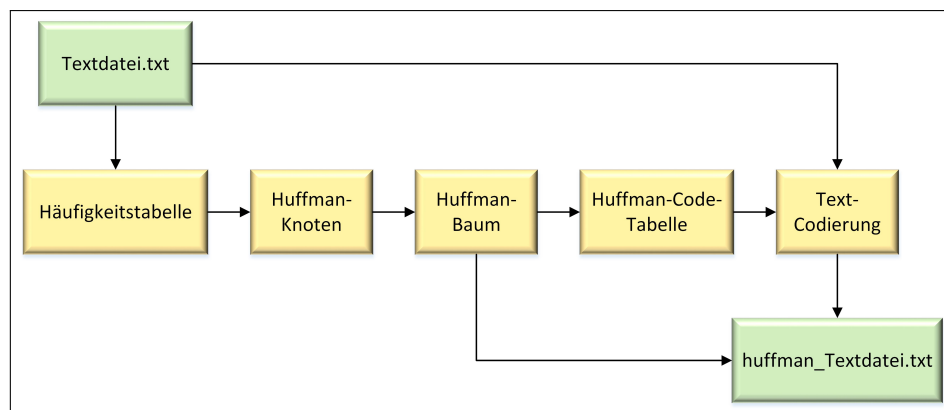 Textdatei.txt
Häufigkeitstabelle
Huffman-
Knoten
Huffman-
Baum
Huffman-Code-
Tabelle
Text-
Codierung
huffman_Textdatei.txt